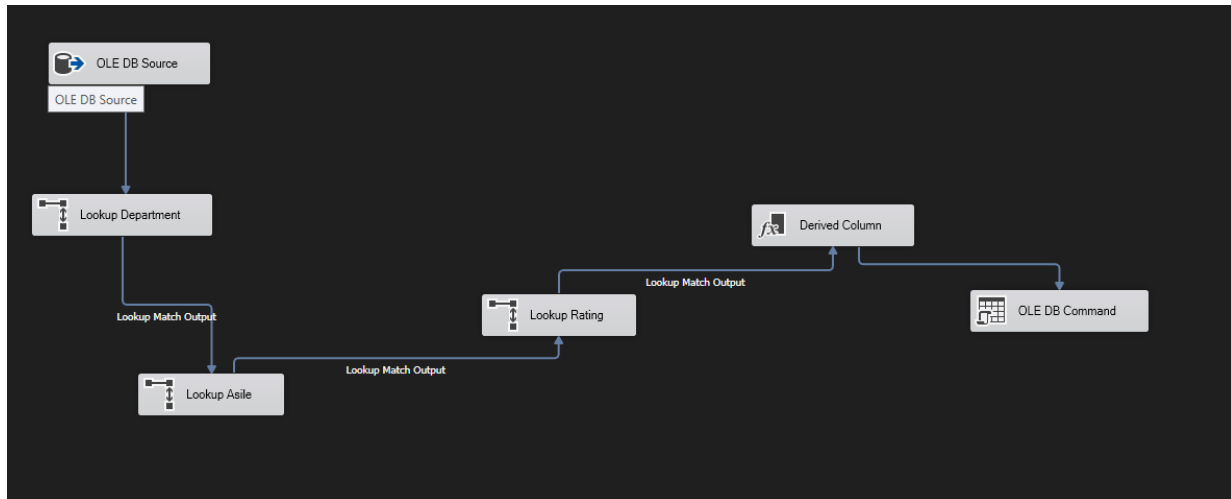 OLE DB Source
OLE DB Source
Lookup Department
Lookup Match Output
Lookup Asile
Lookup Match Output
Lookup Rating
Lookup Match Output
Derived Column
OLE DB Command